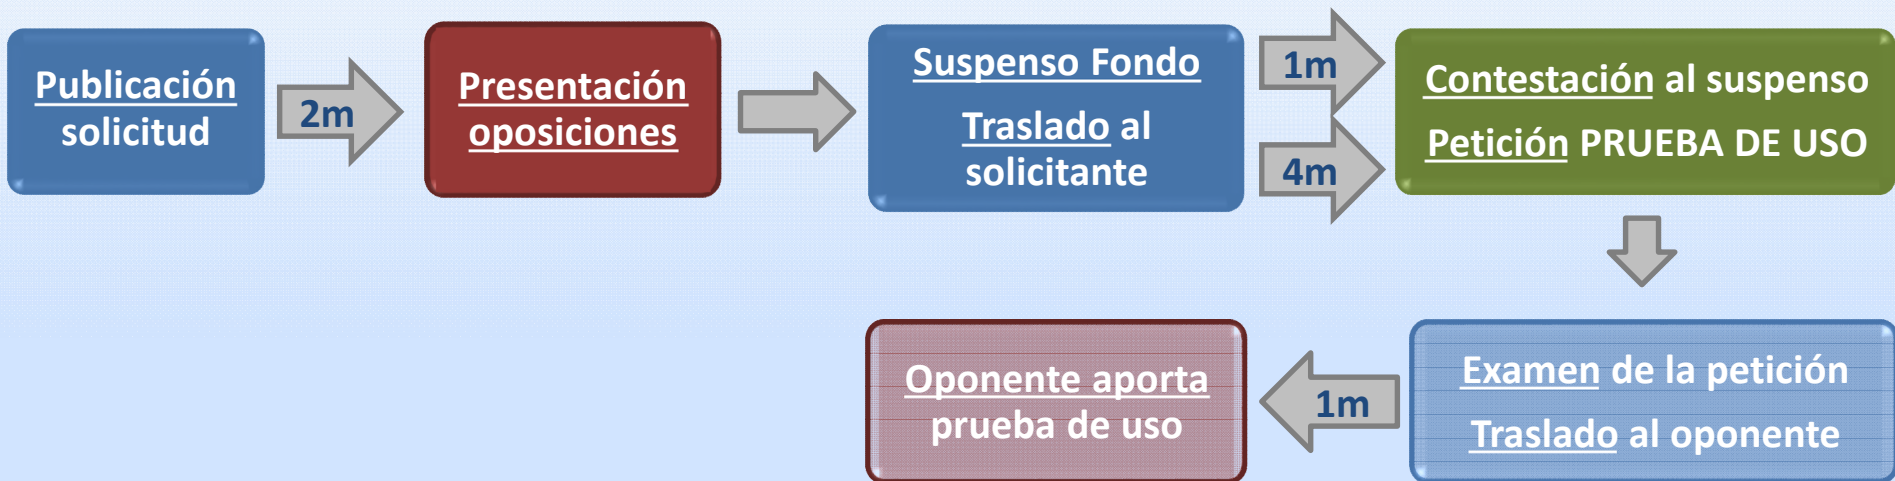 Publicación
solicitud
2m
Presentación
oposiciones
Suspenso Fondo
Traslado al
solicitante
1m
4m
Contestación al suspenso
Petición PRUEBA DE USO
Examen de la petición
Traslado al oponente
1m
Oponente aporta
prueba de uso